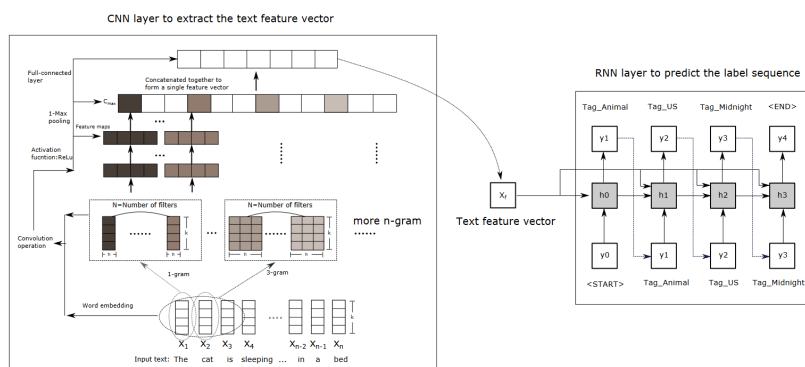 CNN layer to extract the text feature vector
Full-connected
layer
Concatenated together to
form a single feature vector
1-Max
pooling
Cmax
...
...
Feature maps
Activation
fucntion:ReLu
...
...
N=Number of filters
N=Number of filters
k
......
h
h
...
......
k
h
h
more n-gram
......
Convolution
operation
1-gram
3-gram
Word embedding
....
k
X1 X2 X3 X4 Xn-2 Xn-1 Xn
Input text: The cat is sleeping ... in a bed
Xf
Text feature vector
RNN layer to predict the label sequence
Tag_Animal Tag_US Tag_Midnight <END>
y1 y2 y3 y4
h0 h1 h2 h3
y0 y1 y2 y3
<START> Tag_Animal Tag_US Tag_Midnight